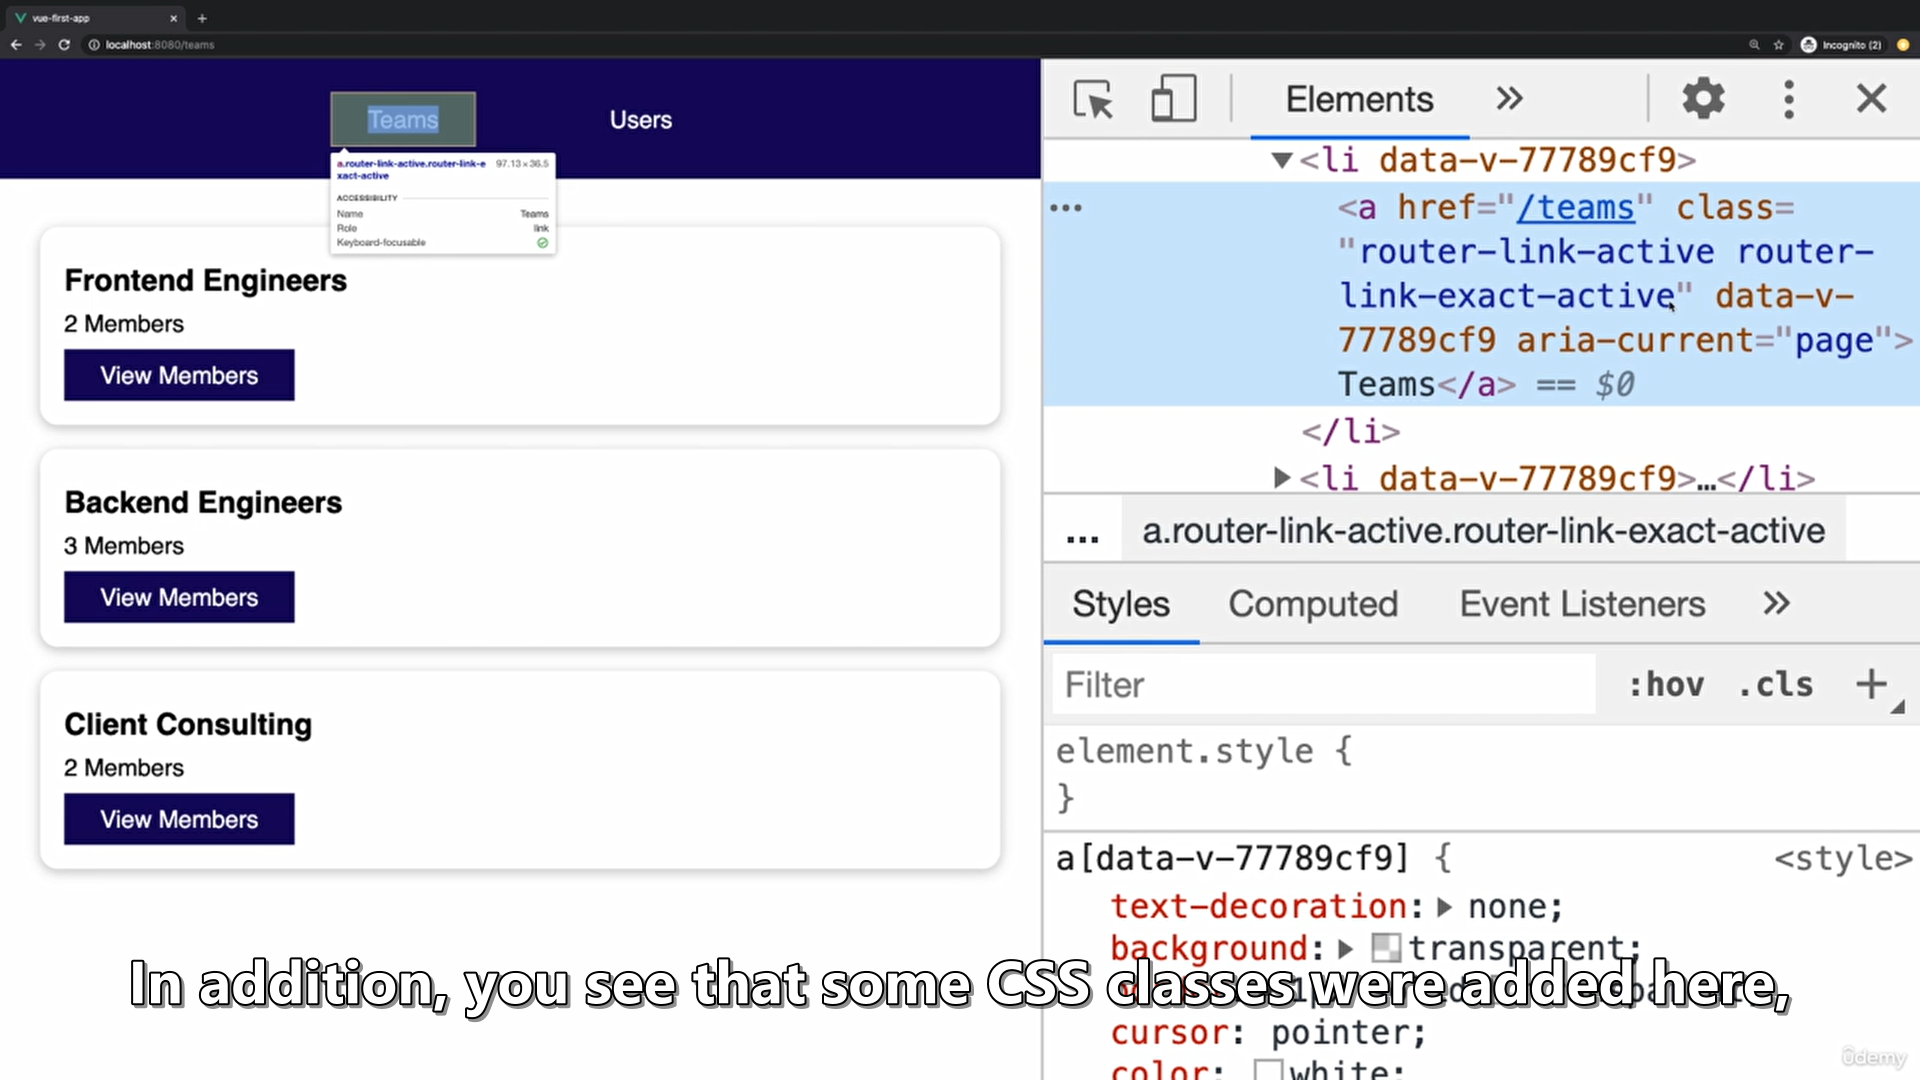 vue-first-app
localhost:8080/teams
Incognito (2)
Teams
Users
a.router-link-active.router-link-e
xact-active
97.13 × 36.5
ACCESSIBILITY
Name
Teams
Role
link
Keyboard-focusable
Frontend Engineers
2 Members
View Members
Backend Engineers
3 Members
View Members
Client Consulting
2 Members
View Members
Elements
<li data-v-77789cf9>
<a href="/teams" class=
"router-link-active router-
link-exact-active" data-v-
77789cf9 aria-current="page">
Teams</a> == $0
</li>
<li data-v-77789cf9>…</li>
... a.router-link-active.router-link-exact-active
Styles
Computed
Event Listeners
Filter
:hov
.cls
element.style {
}
a[data-v-77789cf9] {
<style>
text-decoration: none;
background: transparent;
cursor: pointer;
color: white;
In addition, you see that some CSS classes were added here,
ûdemy